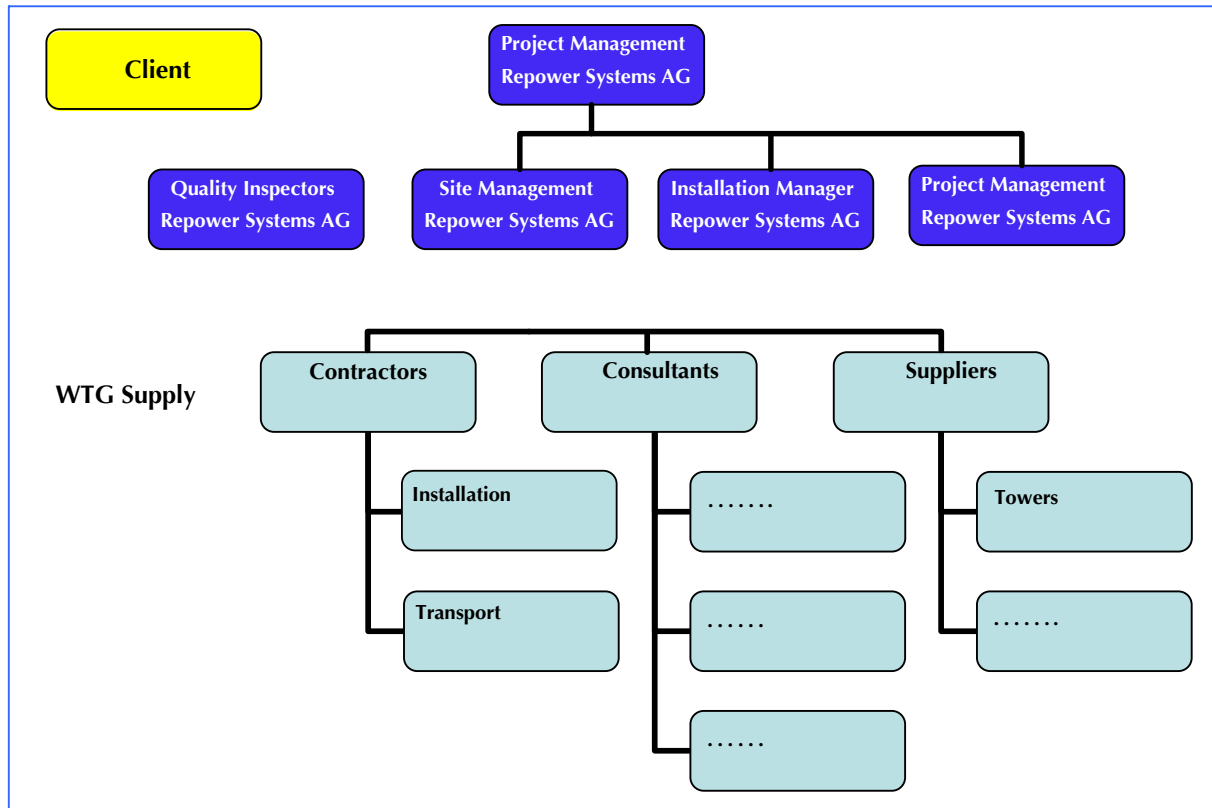 Client
Project Management
Repower Systems AG
Quality Inspectors
Repower Systems AG
Site Management
Repower Systems AG
Installation Manager
Repower Systems AG
Project Management
Repower Systems AG
WTG Supply
Contractors
Consultants
Suppliers
Installation
.......
Towers
Transport
......
.......
......